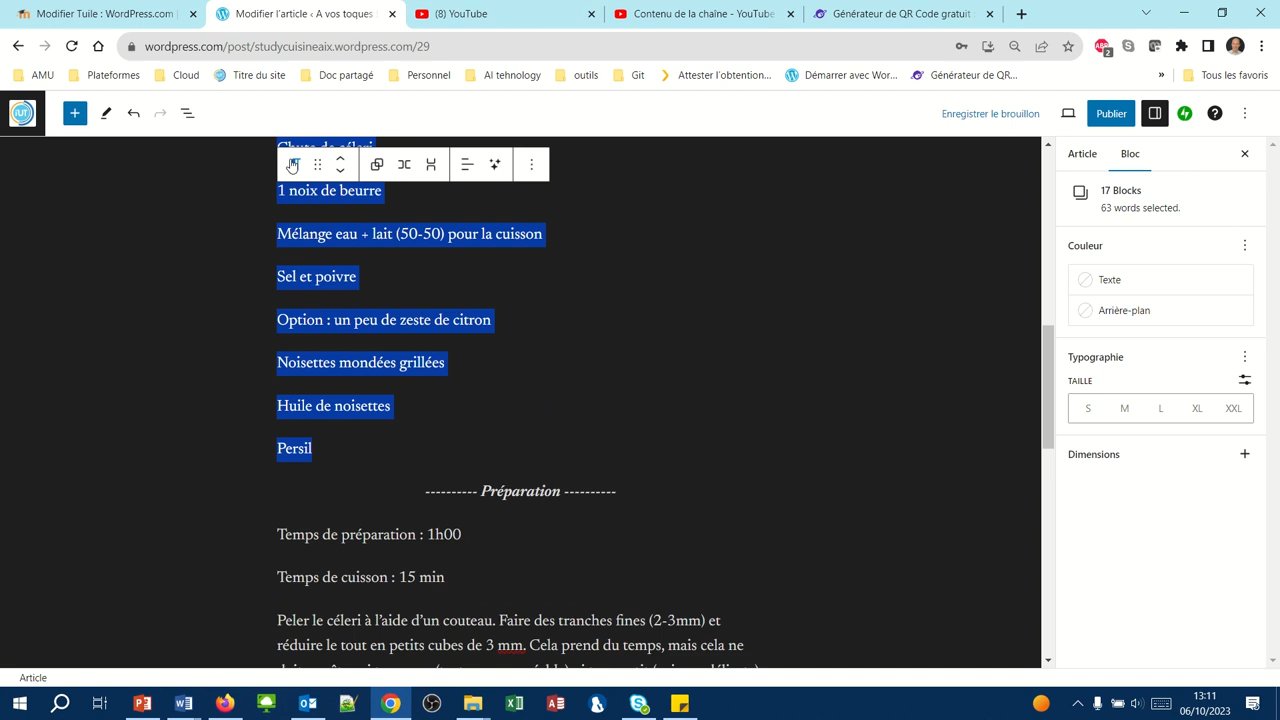 Modifier Tuile : WordPress.com
Modifier l'article « A vos toques
(8) YouTube
Contenu de la chaîne - YouTube
Générateur de QR Code gratuit
wordpress.com/post/studycuisineaix.wordpress.com/29
2
AMU
Plateformes
Cloud
Titre du site
Doc partagé
Personnel
AI tehnology
outils
Git
Attester l'obtention...
Démarrer avec Wor...
Générateur de QR...
»
Tous les favoris
iUT
Enregistrer le brouillon
Publier
Chute de céleri
1 noix de beurre
Mélange eau + lait (50-50) pour la cuisson
Sel et poivre
Option : un peu de zeste de citron
Noisettes mondées grillées
Huile de noisettes
Persil
---------- Préparation ----------
Temps de préparation : 1h00
Temps de cuisson : 15 min
Peler le céleri à l'aide d'un couteau. Faire des tranches fines (2-3mm) et
réduire le tout en petits cubes de 3 mm. Cela prend du temps, mais cela ne
Article
Bloc
17 Blocks
63 words selected.
Couleur
Texte
Arrière-plan
Typographie
TAILLE
S M L XL XXL
Dimensions
Article
13:11
06/10/2023